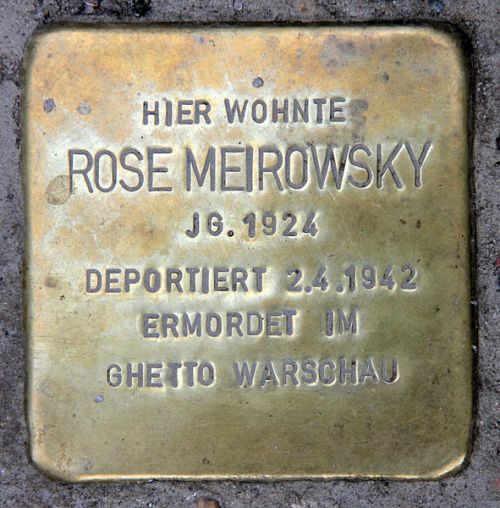 HIER WOHNTE
ROSE MEIROWSKY
JG. 1924
DEPORTIERT 2.4.1942
ERMORDET IM
GHETTO WARSCHAU